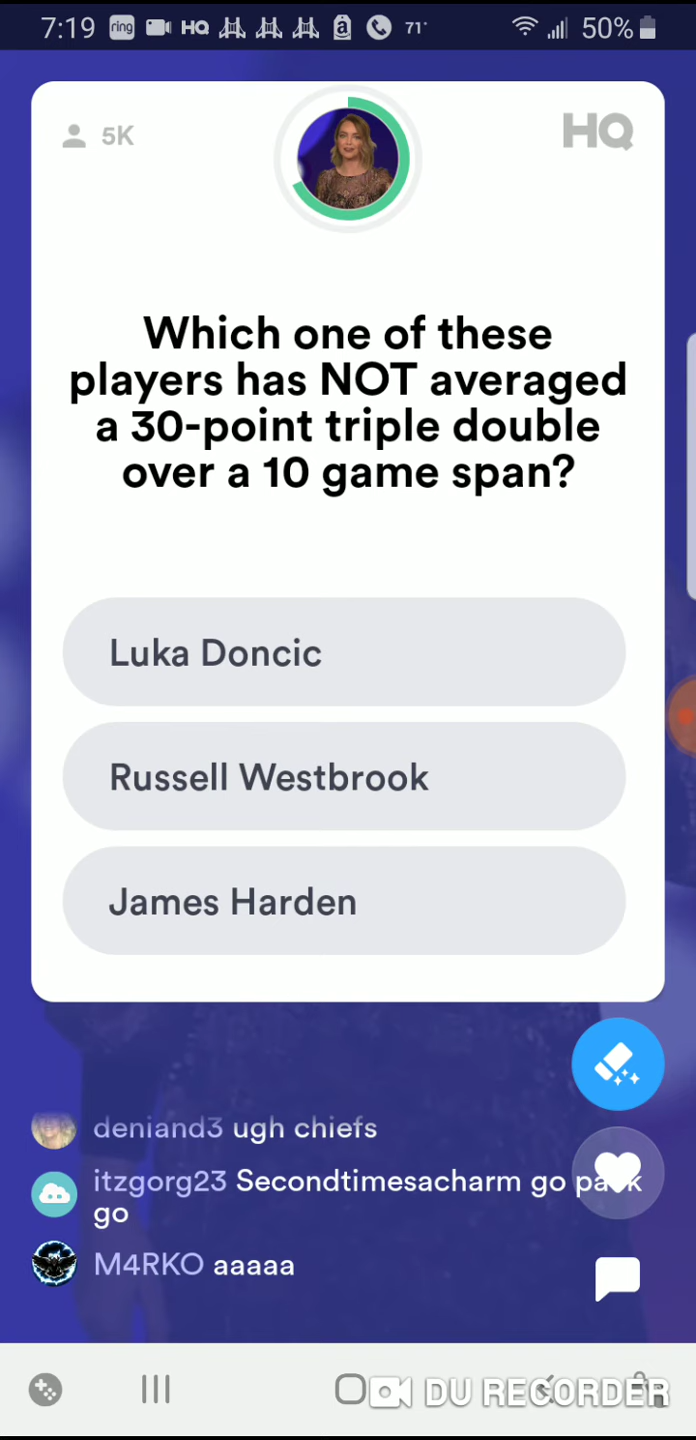 7:19 ring HQ a 71° 50%
5K HQ
Which one of these
players has NOT averaged
a 30-point triple double
over a 10 game span?
Luka Doncic
Russell Westbrook
James Harden
deniand3 ugh chiefs
itzgorg23 Secondtimesacharm go pack
go
M4RKO aaaaa
DU RECORDER